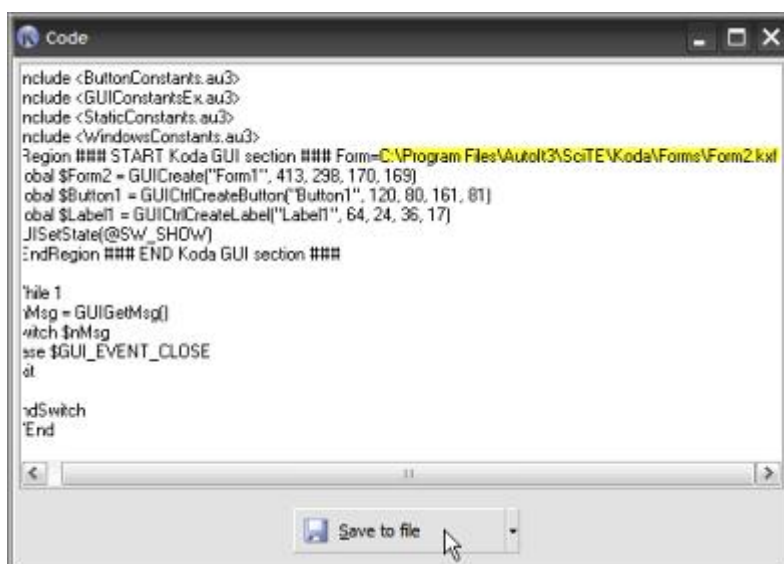 Code
nclude <ButtonConstants.au3>
nclude <GUIConstantsEx.au3>
nclude <StaticConstants.au3>
nclude <WindowsConstants.au3>
Region ### START Koda GUI section ### Form=C:\Program Files\AutoIt3\SciTE\Koda\Forms\Form2.kxf
obal $Form2 = GUICreate("Form1", 413, 298, 170, 169)
obal $Button1 = GUICtrlCreateButton("Button1", 120, 80, 161, 81)
obal $Label1 = GUICtrlCreateLabel("Label1", 64, 24, 36, 17)
UISetState(@SW_SHOW)
EndRegion ### END Koda GUI section ###
hile 1
nMsg = GUIGetMsg()
witch $nMsg
ase $GUI_EVENT_CLOSE
it
ndSwitch
End
Save to file